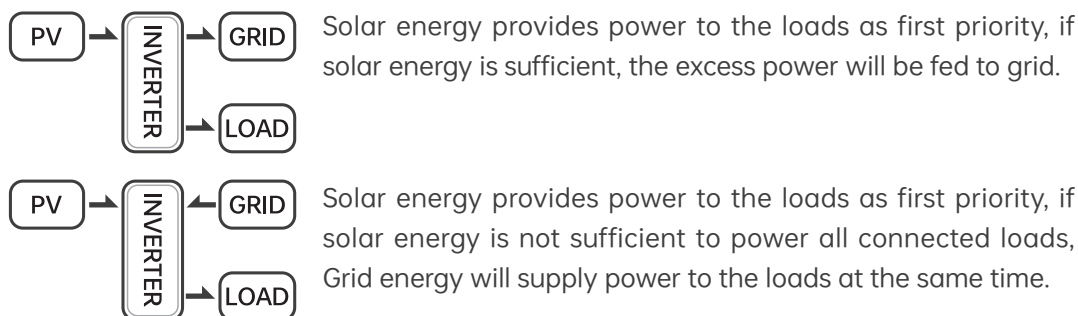 PV
INVERTER
GRID
LOAD
Solar energy provides power to the loads as first priority, if
solar energy is sufficient, the excess power will be fed to grid.
PV
INVERTER
GRID
LOAD
Solar energy provides power to the loads as first priority, if
solar energy is not sufficient to power all connected loads,
Grid energy will supply power to the loads at the same time.